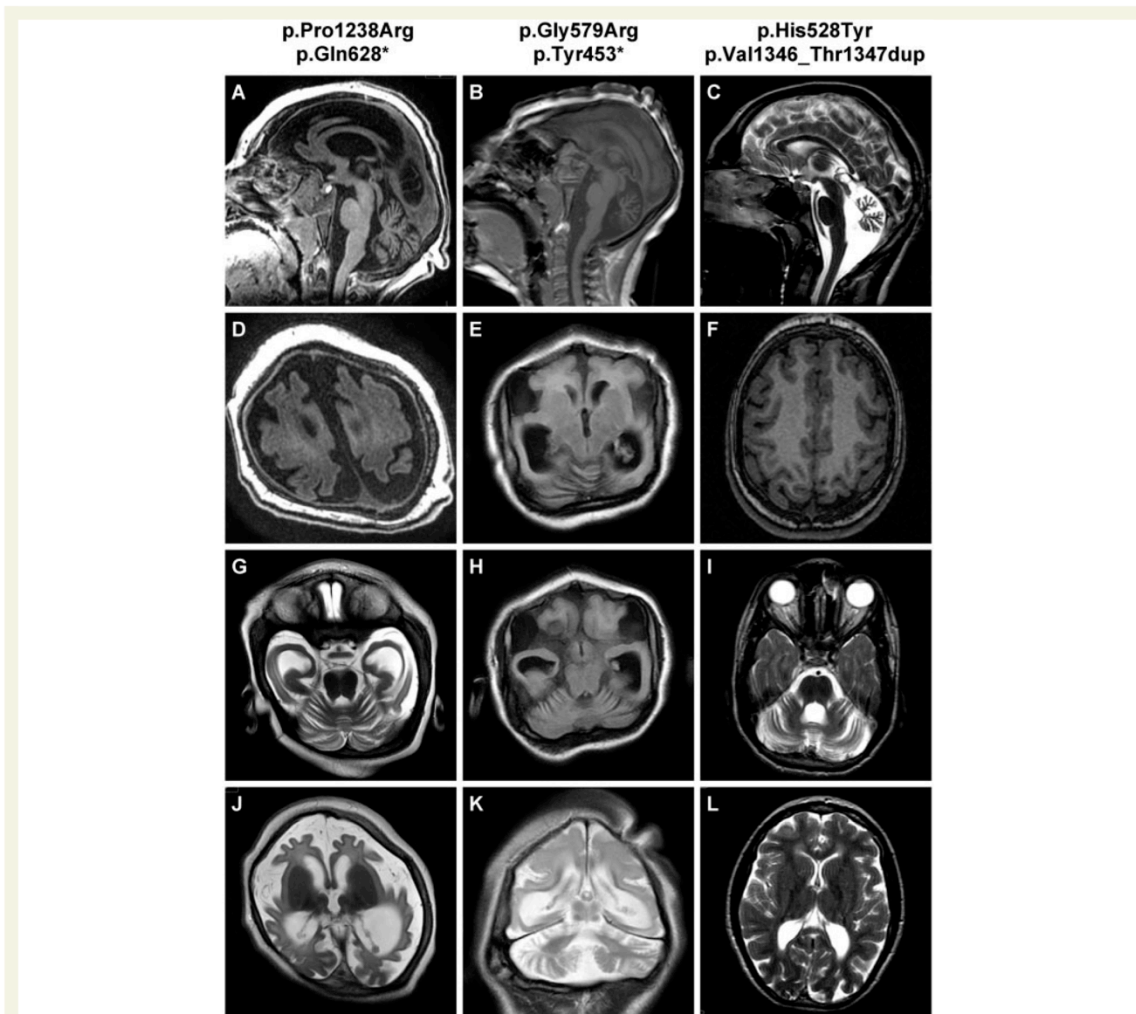 p.Pro1238Arg p.Gly579Arg p.His528Tyr
p.Gln628* p.Tyr453* p.Val1346_Thr1347dup
A B C
D E F
G H I
J K L